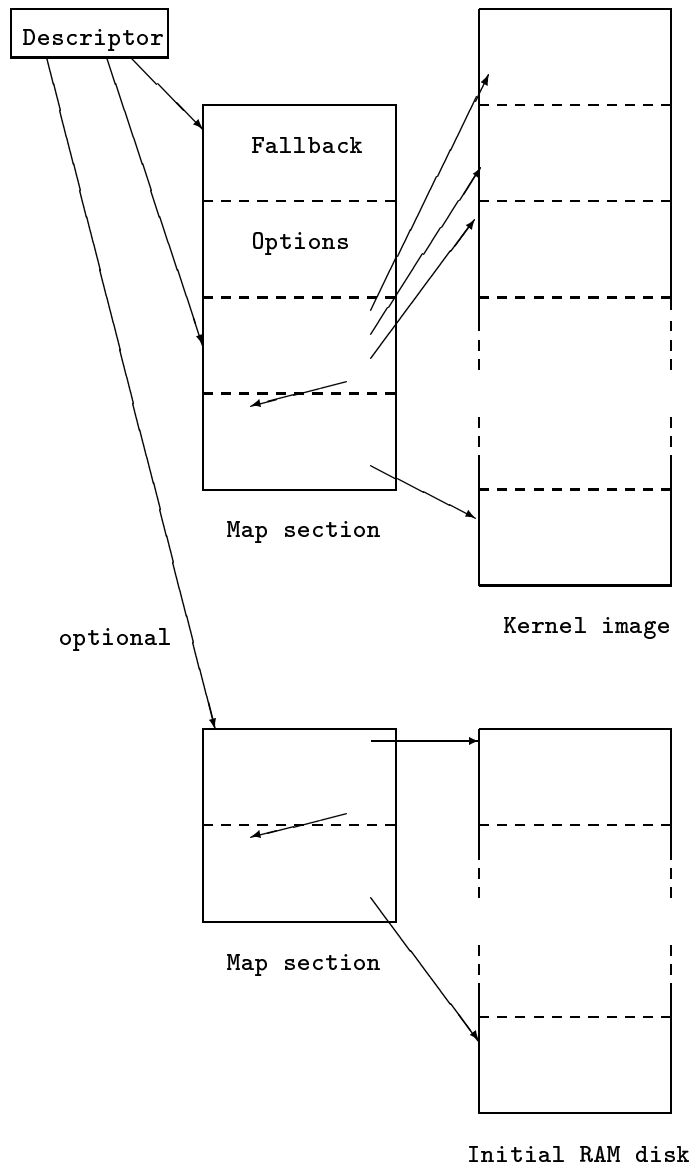 Descriptor
Fallback
Options
Map section
Kernel image
optional
Map section
Initial RAM disk